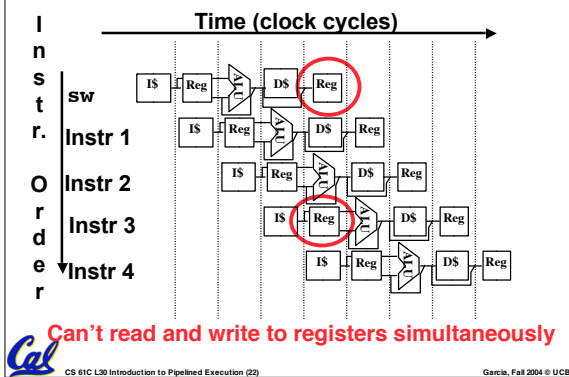 Time (clock cycles)
Instr. Order
sw I$ Reg ALU D$ Reg
Instr 1 I$ Reg ALU D$ Reg
Instr 2 I$ Reg ALU D$ Reg
Instr 3 I$ Reg ALU D$ Reg
Instr 4 I$ Reg ALU D$ Reg
Can't read and write to registers simultaneously
Cal CS 61C L30 Introduction to Pipelined Execution (22) Garcia, Fall 2004 © UCB